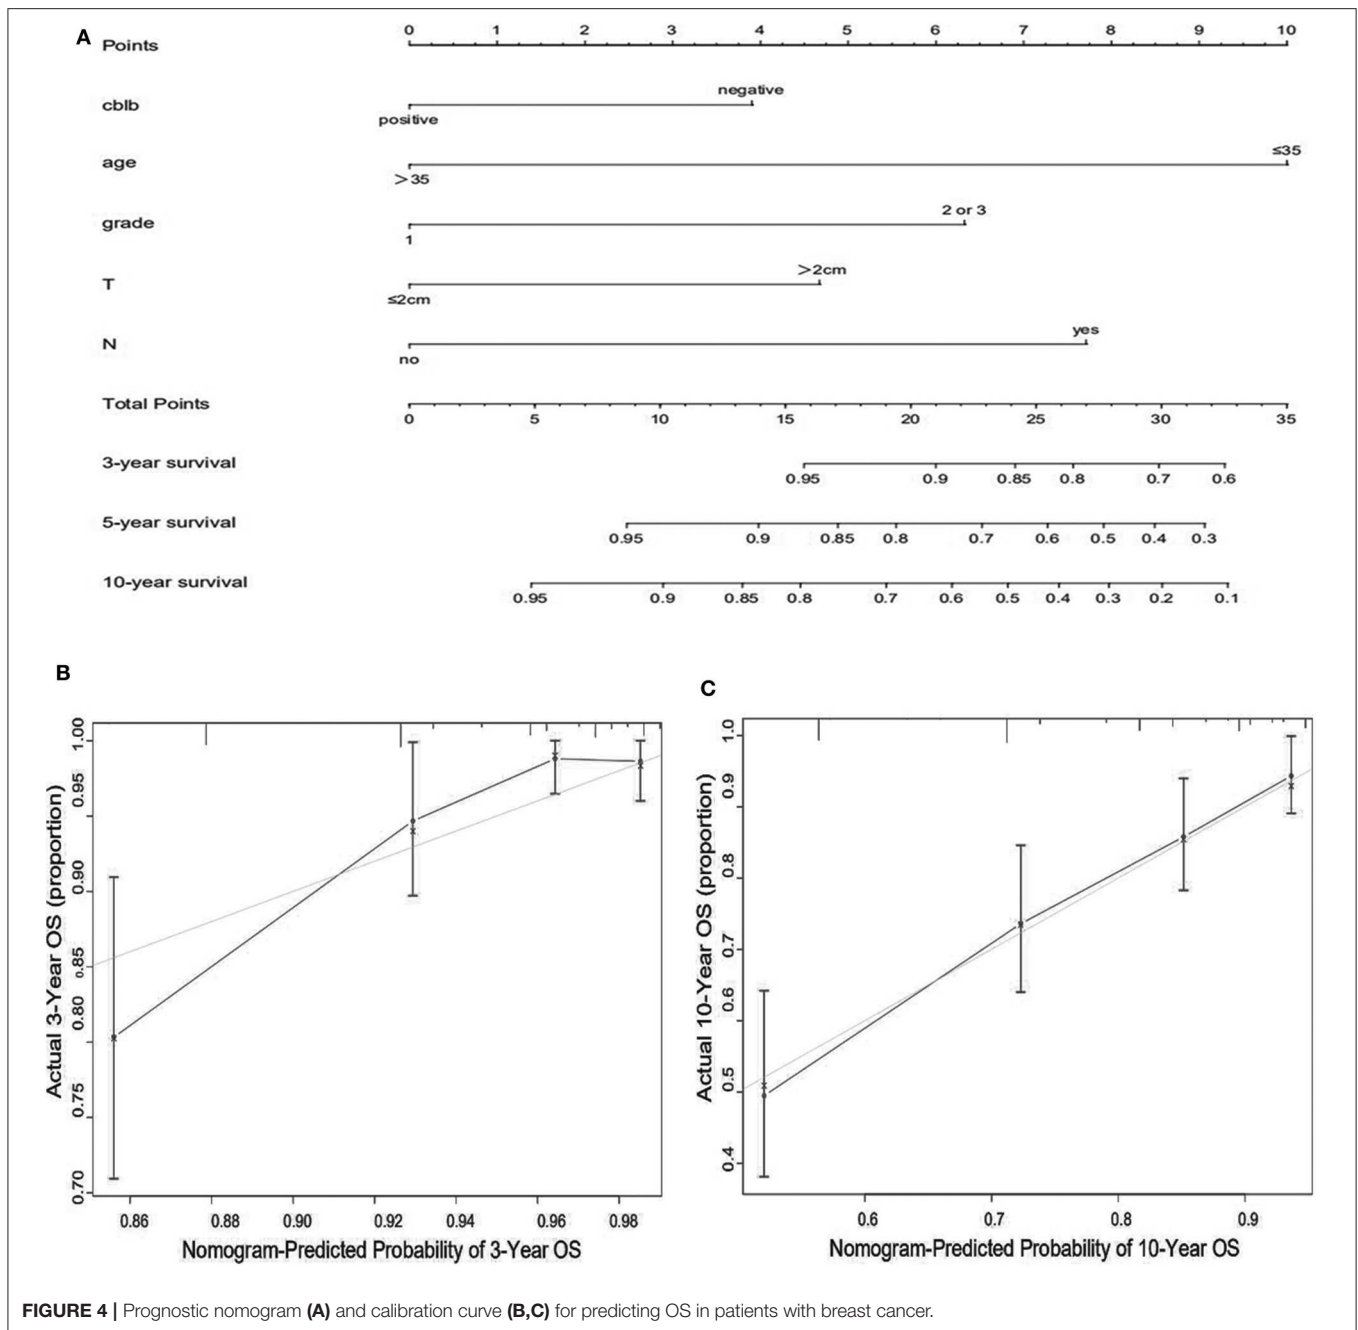 A
Points
0 1 2 3 4 5 6 7 8 9 10
cblb
negative
positive
age
≤35
>35
grade
2 or 3
1
T
>2cm
≤2cm
N
yes
no
Total Points
0 5 10 15 20 25 30 35
3-year survival
0.95 0.9 0.85 0.8 0.7 0.6
5-year survival
0.95 0.9 0.85 0.8 0.7 0.6 0.5 0.4 0.3
10-year survival
0.95 0.9 0.85 0.8 0.7 0.6 0.5 0.4 0.3 0.2 0.1
B
Actual 3-Year OS (proportion)
1.00
0.95
0.90
0.85
0.80
0.75
0.70
0.86 0.88 0.90 0.92 0.94 0.96 0.98
Nomogram-Predicted Probability of 3-Year OS
C
Actual 10-Year OS (proportion)
1.0
0.9
0.8
0.7
0.6
0.5
0.4
0.6 0.7 0.8 0.9
Nomogram-Predicted Probability of 10-Year OS
FIGURE 4 | Prognostic nomogram (A) and calibration curve (B,C) for predicting OS in patients with breast cancer.